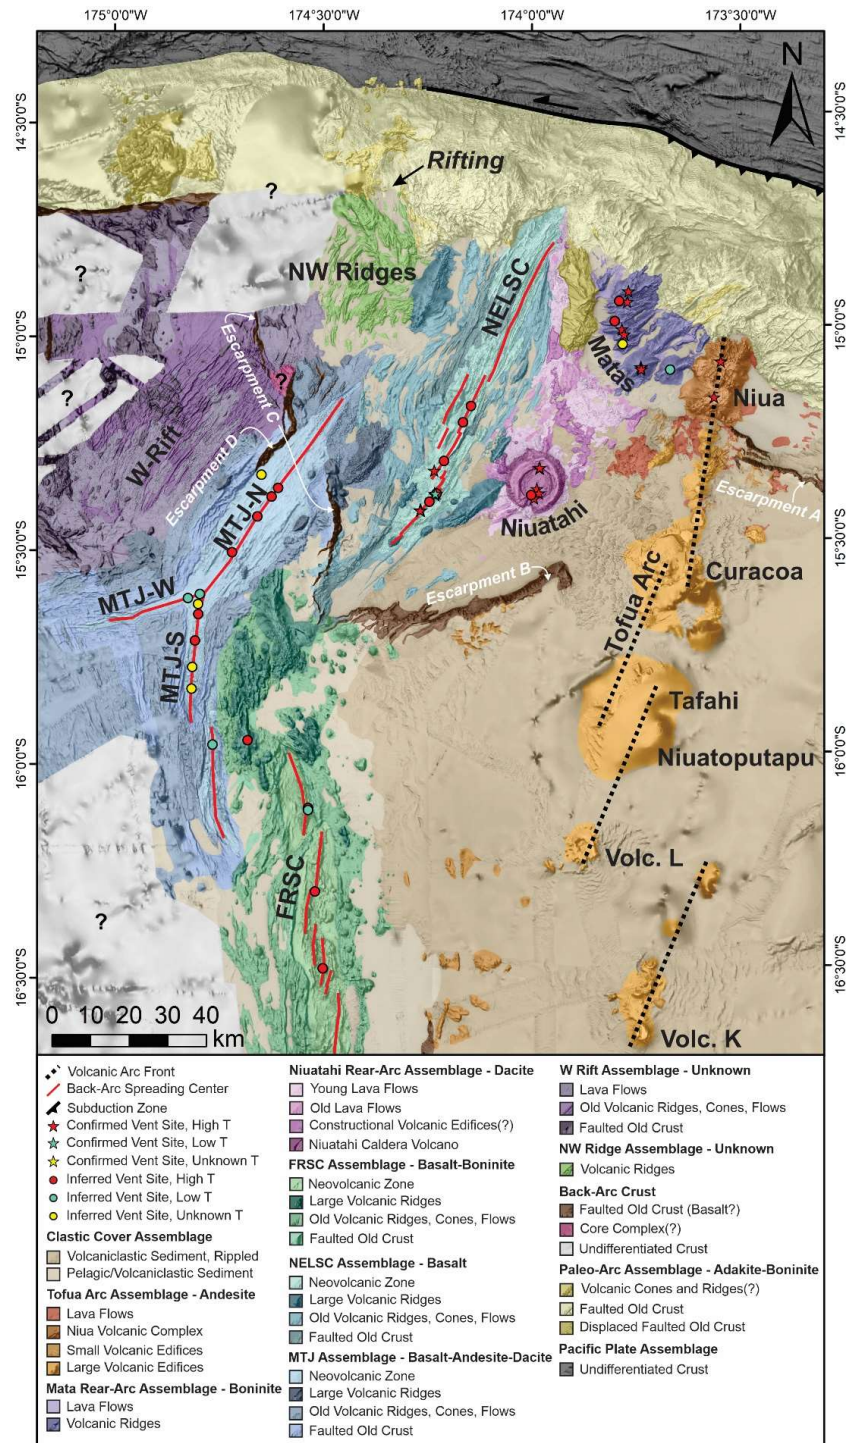 175°0'0"W 174°30'0"W 174°0'0"W 173°30'0"W
14°30'0"S 14°30'0"S
N
Rifting
?
NW Ridges
?
NELSC
15°0'0"S 15°0'0"S
Escarpment C
Matas
?
?
Niua
W-Rift
Escarpment D
MTJ-N
Niuatahi
Escarpment A
15°30'0"S 15°30'0"S
MTJ-W
Escarpment B
Curacoa
Tofua Arc
MTJ-S
Tafahi
Niuatoputapu
16°0'0"S 16°0'0"S
Volc. L
FRSC
?
16°30'0"S 16°30'0"S
0 10 20 30 40
km
Volc. K
Volcanic Arc Front
Back-Arc Spreading Center
Subduction Zone
Confirmed Vent Site, High T
Confirmed Vent Site, Low T
Confirmed Vent Site, Unknown T
Inferred Vent Site, High T
Inferred Vent Site, Low T
Inferred Vent Site, Unknown T
Clastic Cover Assemblage
Volcaniclastic Sediment, Rippled
Pelagic/Volcaniclastic Sediment
Tofua Arc Assemblage - Andesite
Lava Flows
Niua Volcanic Complex
Small Volcanic Edifices
Large Volcanic Edifices
Mata Rear-Arc Assemblage - Boninite
Lava Flows
Volcanic Ridges
Niuatahi Rear-Arc Assemblage - Dacite
Young Lava Flows
Old Lava Flows
Constructional Volcanic Edifices(?)
Niuatahi Caldera Volcano
FRSC Assemblage - Basalt-Boninite
Neovolcanic Zone
Large Volcanic Ridges
Old Volcanic Ridges, Cones, Flows
Faulted Old Crust
NELSC Assemblage - Basalt
Neovolcanic Zone
Large Volcanic Ridges
Old Volcanic Ridges, Cones, Flows
Faulted Old Crust
MTJ Assemblage - Basalt-Andesite-Dacite
Neovolcanic Zone
Large Volcanic Ridges
Old Volcanic Ridges, Cones, Flows
Faulted Old Crust
W Rift Assemblage - Unknown
Lava Flows
Old Volcanic Ridges, Cones, Flows
Faulted Old Crust
NW Ridge Assemblage - Unknown
Volcanic Ridges
Back-Arc Crust
Faulted Old Crust (Basalt?)
Core Complex(?)
Undifferentiated Crust
Paleo-Arc Assemblage - Adakite-Boninite
Volcanic Cones and Ridges(?)
Faulted Old Crust
Displaced Faulted Old Crust
Pacific Plate Assemblage
Undifferentiated Crust